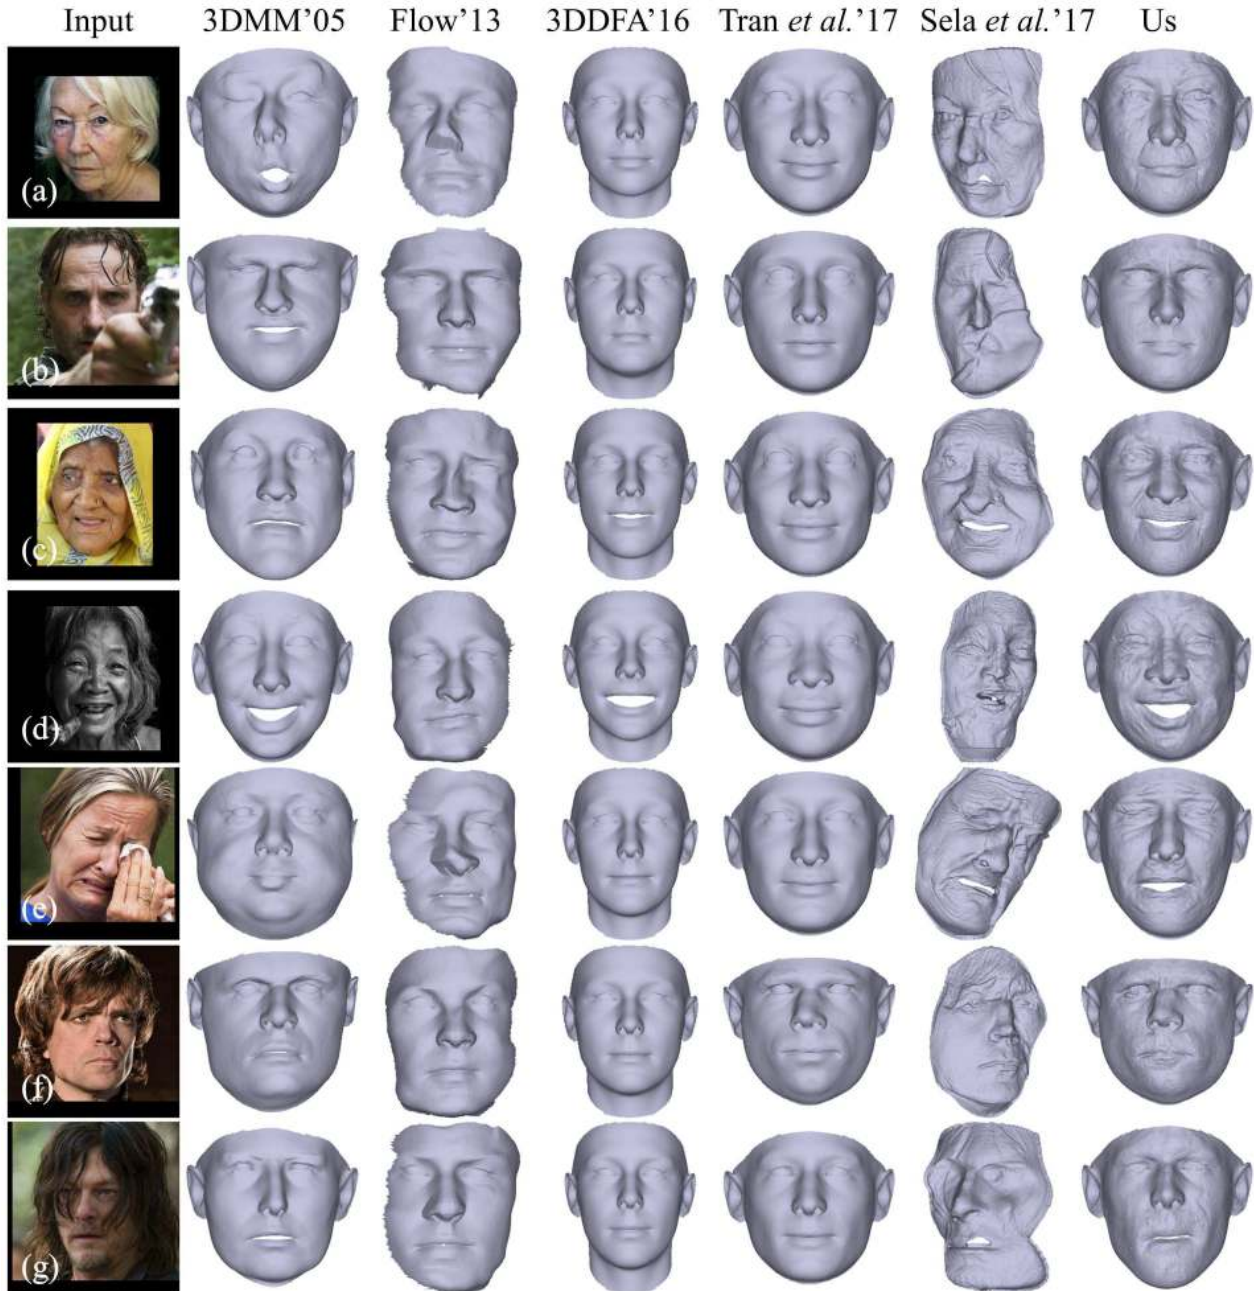 Input 3DMM’05 Flow’13 3DDFA’16 Tran et al.’17 Sela et al.’17 Us
(a)
(b)
(c)
(d)
(e)
(f)
(g)